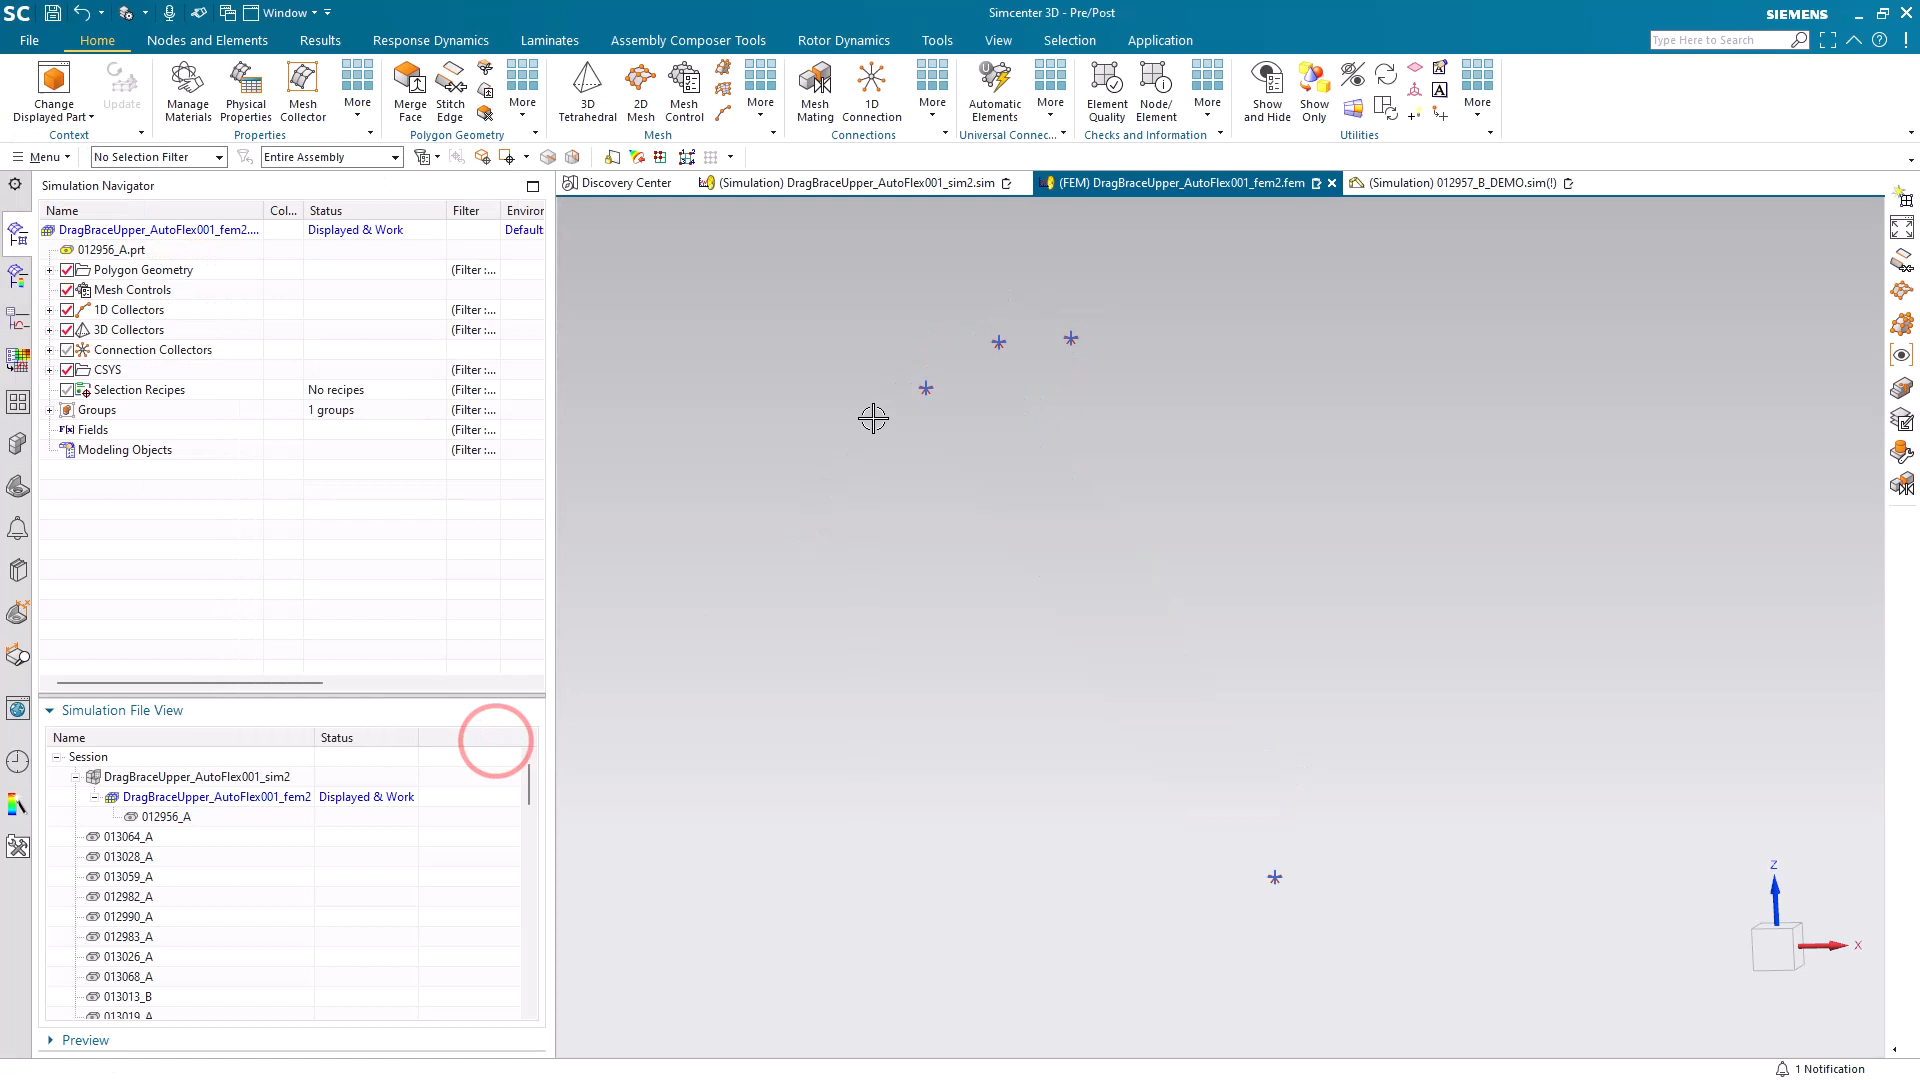 SC Window Simcenter 3D - Pre/Post SIEMENS
File Home Nodes and Elements Results Response Dynamics Laminates Assembly Composer Tools Rotor Dynamics Tools View Selection Application Type Here to Search
Change Displayed Part
Update
Manage Materials
Physical Properties
Mesh Collector
More
Merge Face
Stitch Edge
More
3D Tetrahedral
2D Mesh
Mesh Control
More
Mesh Mating
1D Connection
More
Automatic Elements
More
Element Quality
Node/ Element
More
Show and Hide
Show Only
More
Context Properties Polygon Geometry Mesh Connections Universal Connec... Checks and Information Utilities
Menu No Selection Filter Entire Assembly
Simulation Navigator
Discovery Center (Simulation) DragBraceUpper_AutoFlex001_sim2.sim (FEM) DragBraceUpper_AutoFlex001_fem2.fem (Simulation) 012957_B_DEMO.sim(!)
Name Col... Status Filter Environ
DragBraceUpper_AutoFlex001_fem2.... Displayed & Work Default
012956_A.prt
Polygon Geometry (Filter :...
Mesh Controls
1D Collectors (Filter :...
3D Collectors (Filter :...
Connection Collectors (Filter :...
CSYS (Filter :...
Selection Recipes No recipes (Filter :...
Groups 1 groups (Filter :...
Fields (Filter :...
Modeling Objects (Filter :...
Simulation File View
Name Status
Session
DragBraceUpper_AutoFlex001_sim2
DragBraceUpper_AutoFlex001_fem2 Displayed & Work
012956_A
013064_A
013028_A
013059_A
012982_A
012990_A
012983_A
013026_A
013068_A
013013_B
013019_A
Preview
Z
X
1 Notification